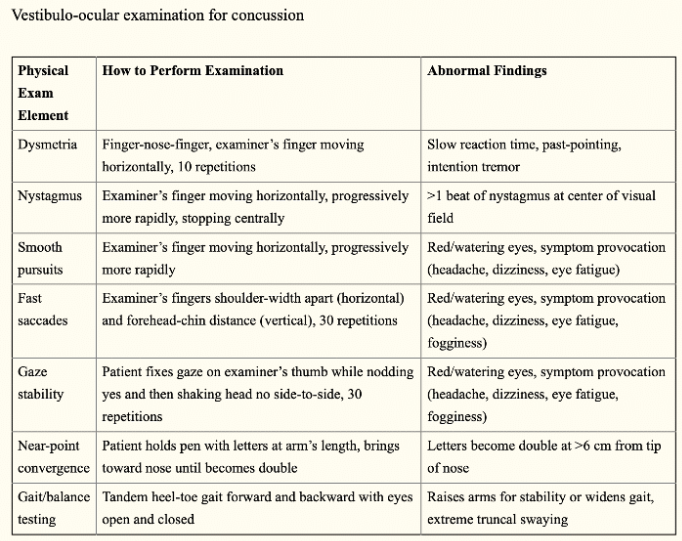 Vestibulo-ocular examination for concussion
Physical
Exam
Element
How to Perform Examination
Abnormal Findings
Dysmetria
Finger-nose-finger, examiner's finger moving
horizontally, 10 repetitions
Slow reaction time, past-pointing,
intention tremor
Nystagmus
Examiner's finger moving horizontally, progressively
more rapidly, stopping centrally
>1 beat of nystagmus at center of visual
field
Smooth
pursuits
Examiner's finger moving horizontally, progressively
more rapidly
Red/watering eyes, symptom provocation
(headache, dizziness, eye fatigue)
Fast
saccades
Examiner's fingers shoulder-width apart (horizontal)
and forehead-chin distance (vertical), 30 repetitions
Red/watering eyes, symptom provocation
(headache, dizziness, eye fatigue,
fogginess)
Gaze
stability
Patient fixes gaze on examiner's thumb while nodding
yes and then shaking head no side-to-side, 30
repetitions
Red/watering eyes, symptom provocation
(headache, dizziness, eye fatigue,
fogginess)
Near-point
convergence
Patient holds pen with letters at arm's length, brings
toward nose until becomes double
Letters become double at >6 cm from tip
of nose
Gait/balance
testing
Tandem heel-toe gait forward and backward with eyes
open and closed
Raises arms for stability or widens gait,
extreme truncal swaying